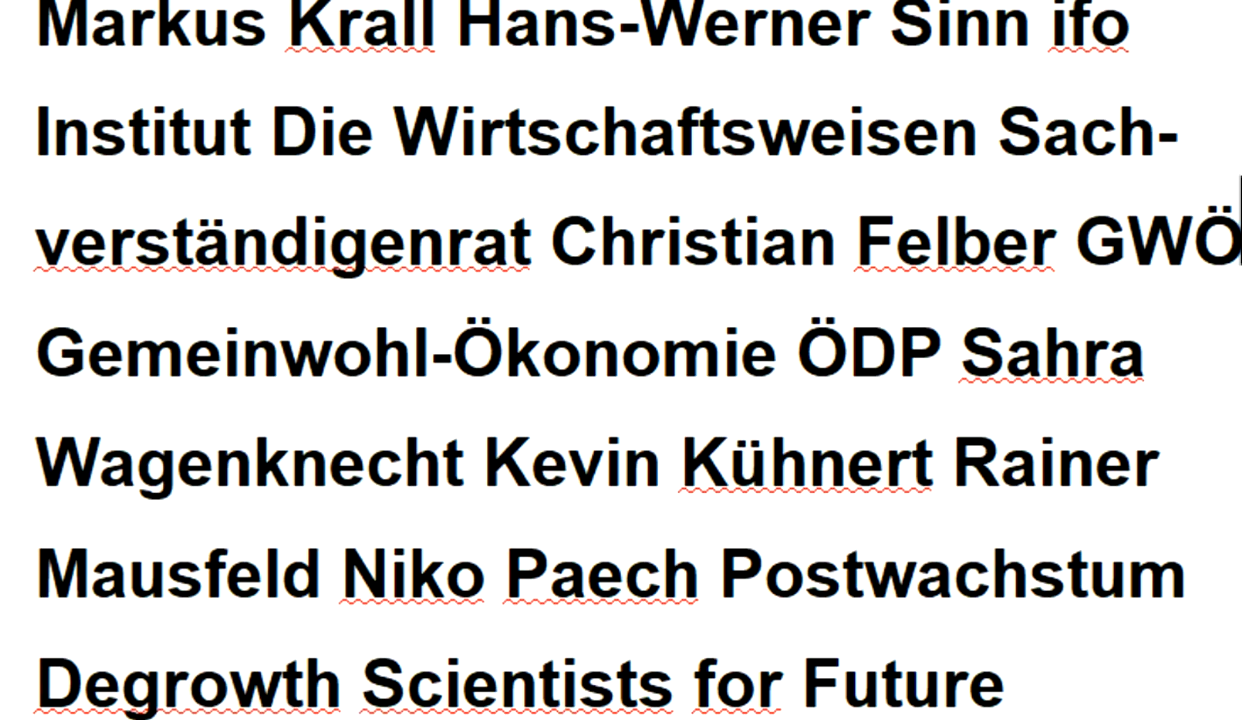 Markus Krall Hans-Werner Sinn ifo
Institut Die Wirtschaftsweisen Sach-
verständigenrat Christian Felber GWÖ
Gemeinwohl-Ökonomie ÖDP Sahra
Wagenknecht Kevin Kühnert Rainer
Mausfeld Niko Paech Postwachstum
Degrowth Scientists for Future